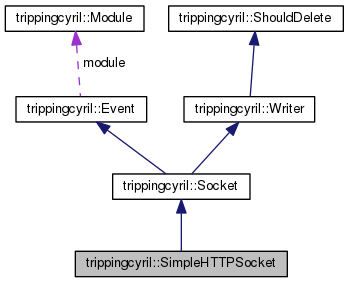 trippingcyril::Module
trippingcyril::ShouldDelete
module
trippingcyril::Event
trippingcyril::Writer
trippingcyril::Socket
trippingcyril::SimpleHTTPSocket